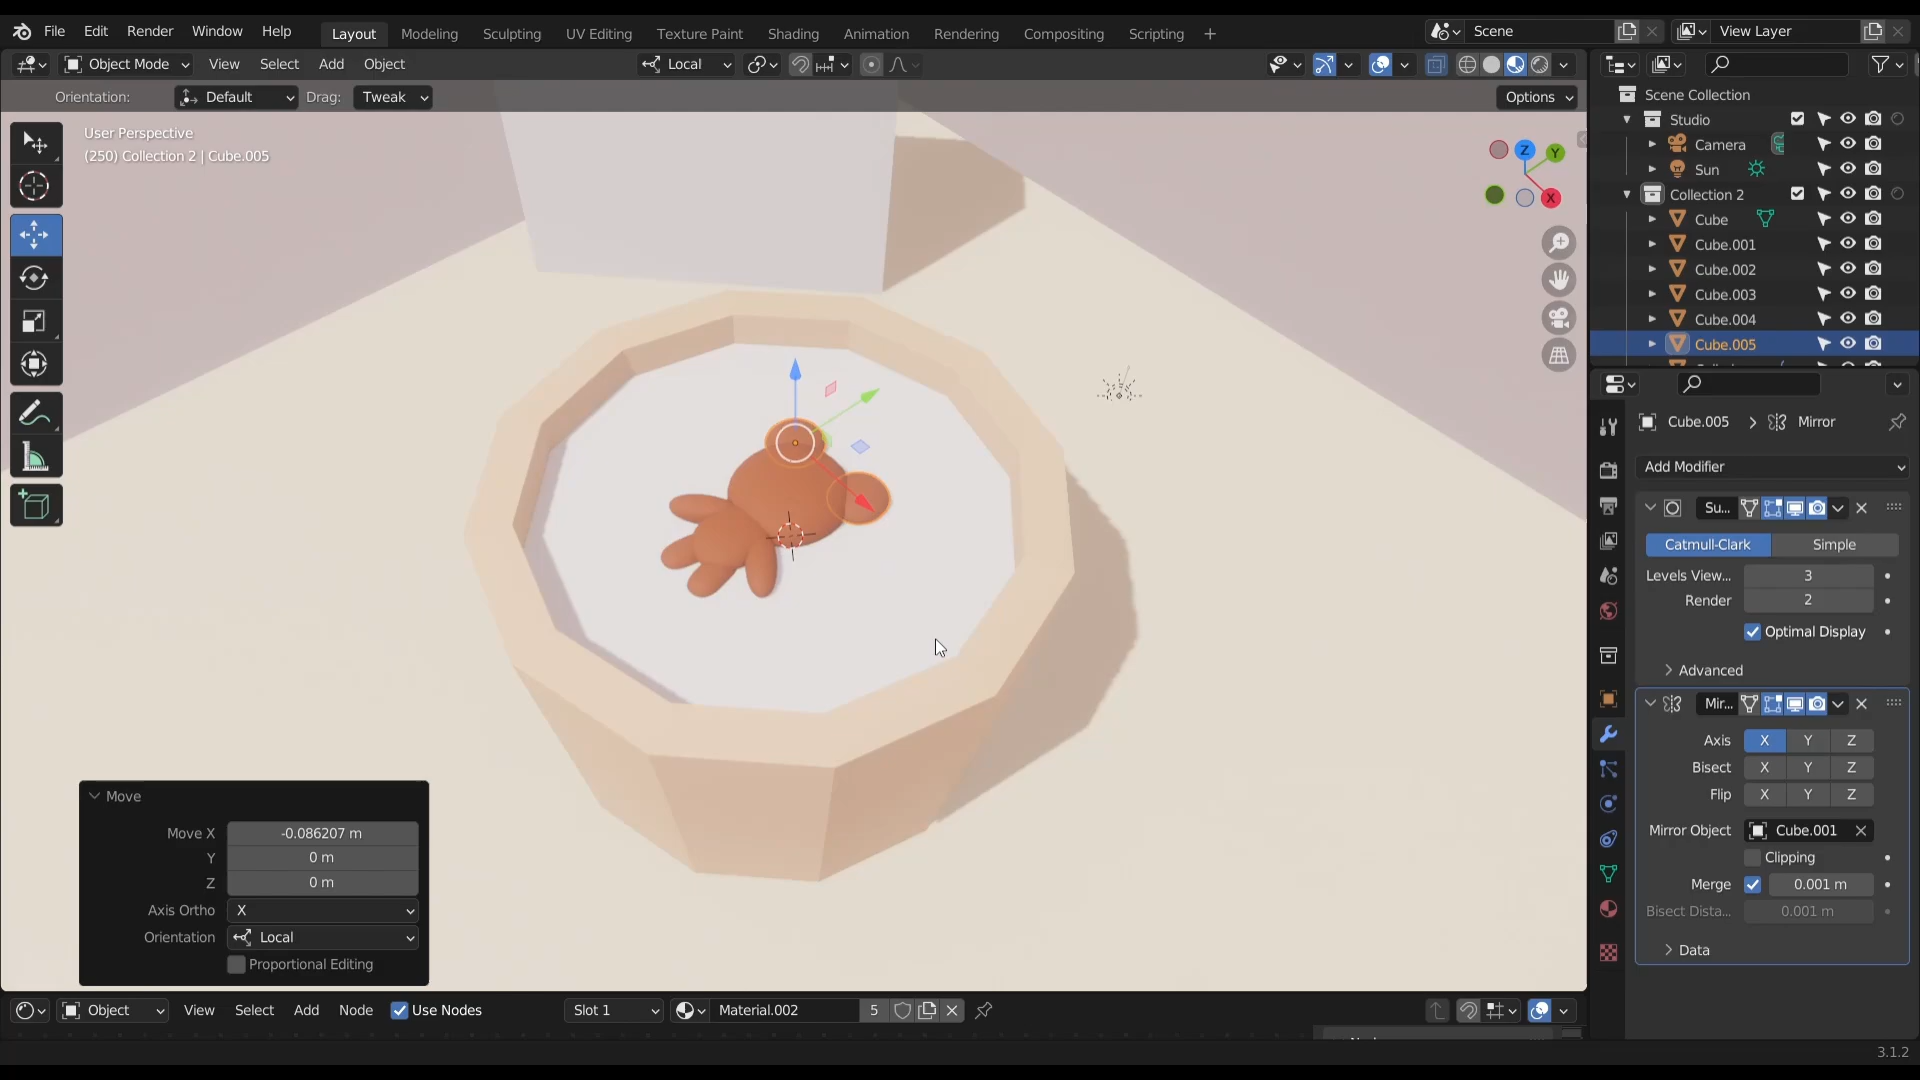 File Edit Render Window Help Layout Modeling Sculpting UV Editing Texture Paint Shading Animation Rendering Compositing Scripting + Scene View Layer
Object Mode View Select Add Object Local
Orientation: Default Drag: Tweak Options
User Perspective
(250) Collection 2 | Cube.005
Z Y X
Scene Collection
Studio
Camera
Sun
Collection 2
Cube
Cube.001
Cube.002
Cube.003
Cube.004
Cube.005
Cube.005 > Mirror
Add Modifier
Su...
Catmull-Clark Simple
Levels View... 3
Render 2
Optimal Display
Advanced
Mir...
Axis X Y Z
Bisect X Y Z
Flip X Y Z
Mirror Object Cube.001
Clipping
Merge 0.001 m
Bisect Dista... 0.001 m
Data
Move
Move X -0.086207 m
Y 0 m
Z 0 m
Axis Ortho X
Orientation Local
Proportional Editing
Object View Select Add Node Use Nodes Slot 1 Material.002 5
3.1.2